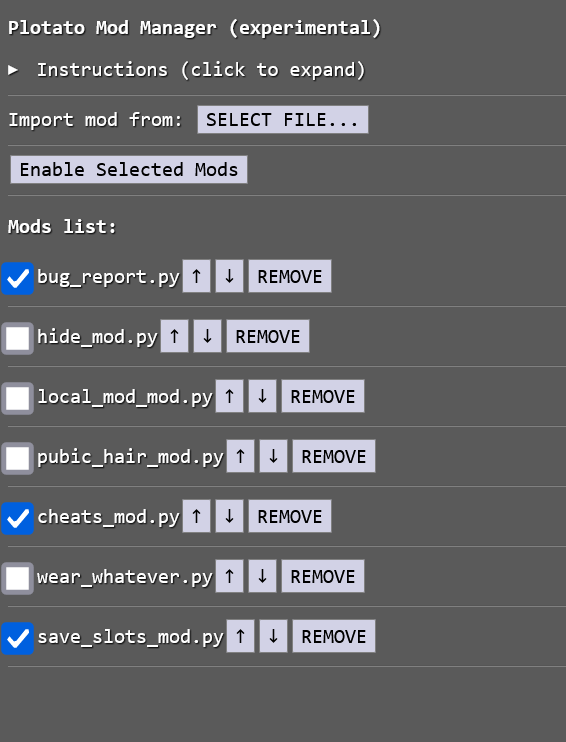 Plotato Mod Manager (experimental)
► Instructions (click to expand)
Import mod from: SELECT FILE...
Enable Selected Mods
Mods list:
bug_report.py ↑ ↓ REMOVE
hide_mod.py ↑ ↓ REMOVE
local_mod_mod.py ↑ ↓ REMOVE
pubic_hair_mod.py ↑ ↓ REMOVE
cheats_mod.py ↑ ↓ REMOVE
wear_whatever.py ↑ ↓ REMOVE
save_slots_mod.py ↑ ↓ REMOVE